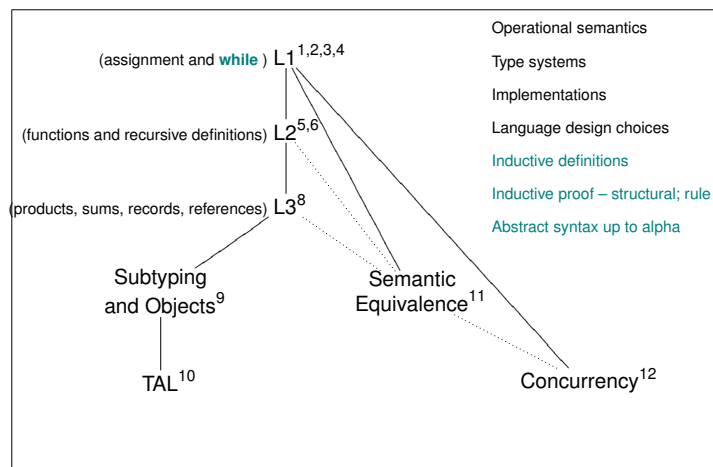 Operational semantics
(assignment and while ) L1 1,2,3,4
Type systems
Implementations
Language design choices
(functions and recursive definitions) L2 5,6
Inductive definitions
Inductive proof – structural; rule
(products, sums, records, references) L3 8
Abstract syntax up to alpha
Subtyping
and Objects 9
Semantic
Equivalence 11
TAL 10
Concurrency 12